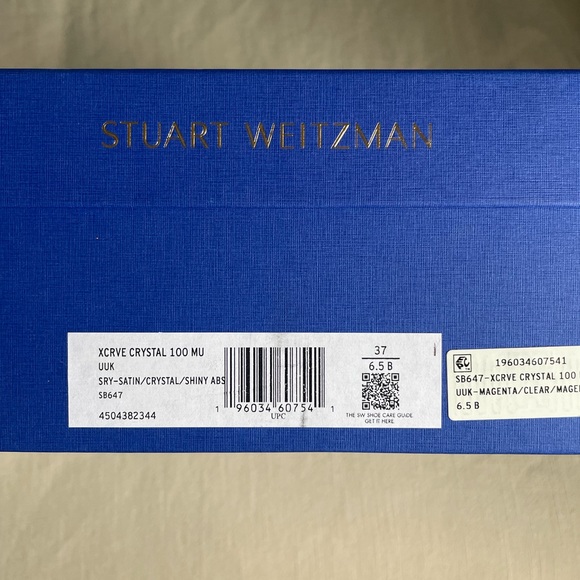 STUART WEITZMAN
XCRVE CRYSTAL 100 MU
UUK
SRY-SATIN/CRYSTAL/SHINY ABS
SB647
4504382344
1 96034 60754 1
UPC
37
6.5 B
THE SW SHOE CARE GUIDE
GET IT HERE
196034607541
SB647-XCRVE CRYSTAL 100
UUK-MAGENTA/CLEAR/MAGE
6.5 B